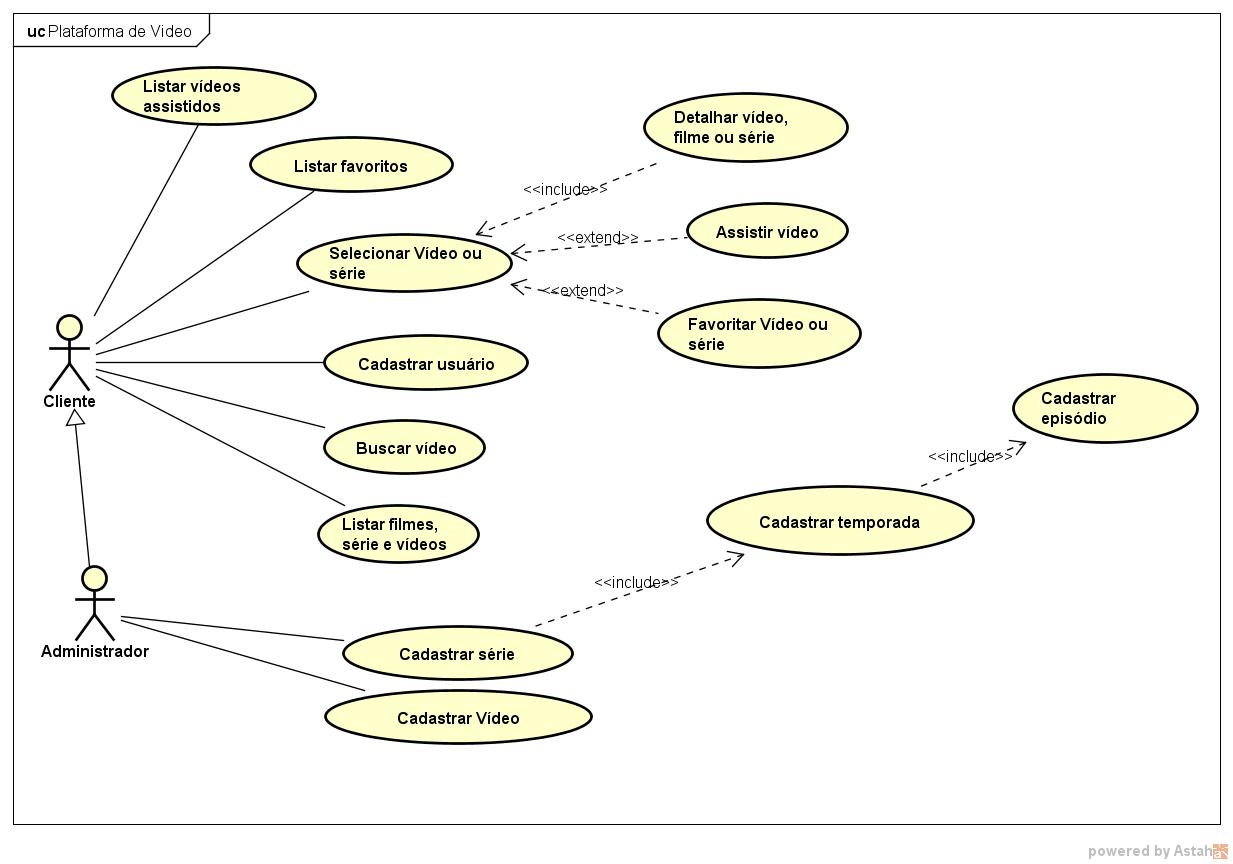 uc Plataforma de Video
Listar vídeos
assistidos
Listar favoritos
Detalhar vídeo,
filme ou série
<<include>>
Assistir vídeo
<<extend>>
Selecionar Vídeo ou
série
<<extend>>
Favoritar Vídeo ou
série
Cadastrar usuário
Cliente
Cadastrar
episódio
Buscar vídeo
<<include>>
Listar filmes,
série e vídeos
Cadastrar temporada
<<include>>
Administrador
Cadastrar série
Cadastrar Vídeo
powered by Astah